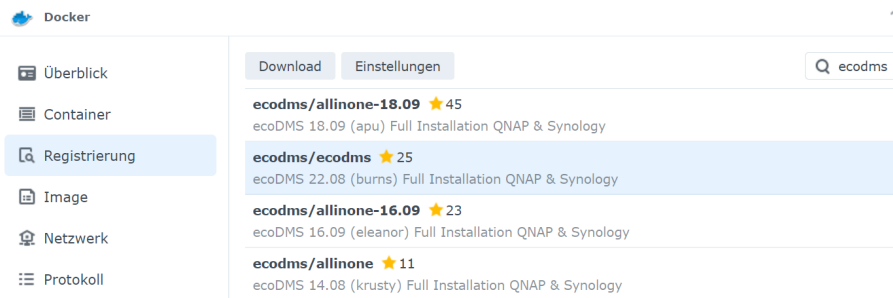 Docker
Überblick
Container
Registrierung
Image
Netzwerk
Protokoll
Download Einstellungen ecodms
ecodms/allinone-18.09 45
ecoDMS 18.09 (apu) Full Installation QNAP & Synology
ecodms/ecodms 25
ecoDMS 22.08 (burns) Full Installation QNAP & Synology
ecodms/allinone-16.09 23
ecoDMS 16.09 (eleanor) Full Installation QNAP & Synology
ecodms/allinone 11
ecoDMS 14.08 (krusty) Full Installation QNAP & Synology